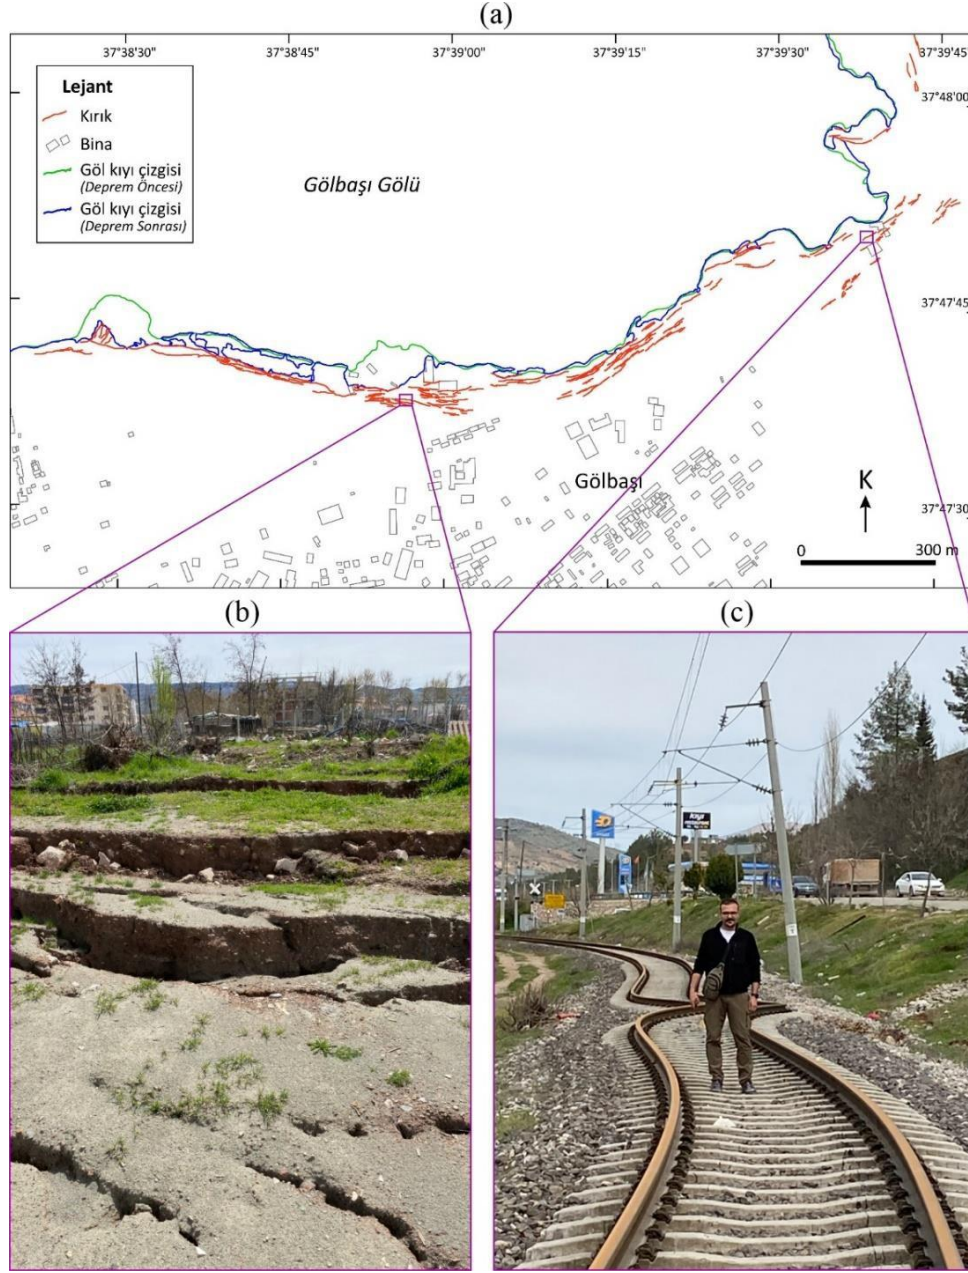 (a)
37°38'30" 37°38'45" 37°39'00" 37°39'15" 37°39'30" 37°39'45"
Lejant
Kırık
Bina
Göl kıyı çizgisi
(Deprem Öncesi)
Göl kıyı çizgisi
(Deprem Sonrası)
Gölbaşı Gölü
37°48'00"
37°47'45"
Gölbaşı
K
37°47'30"
0 300 m
(b) (c)
kıyı